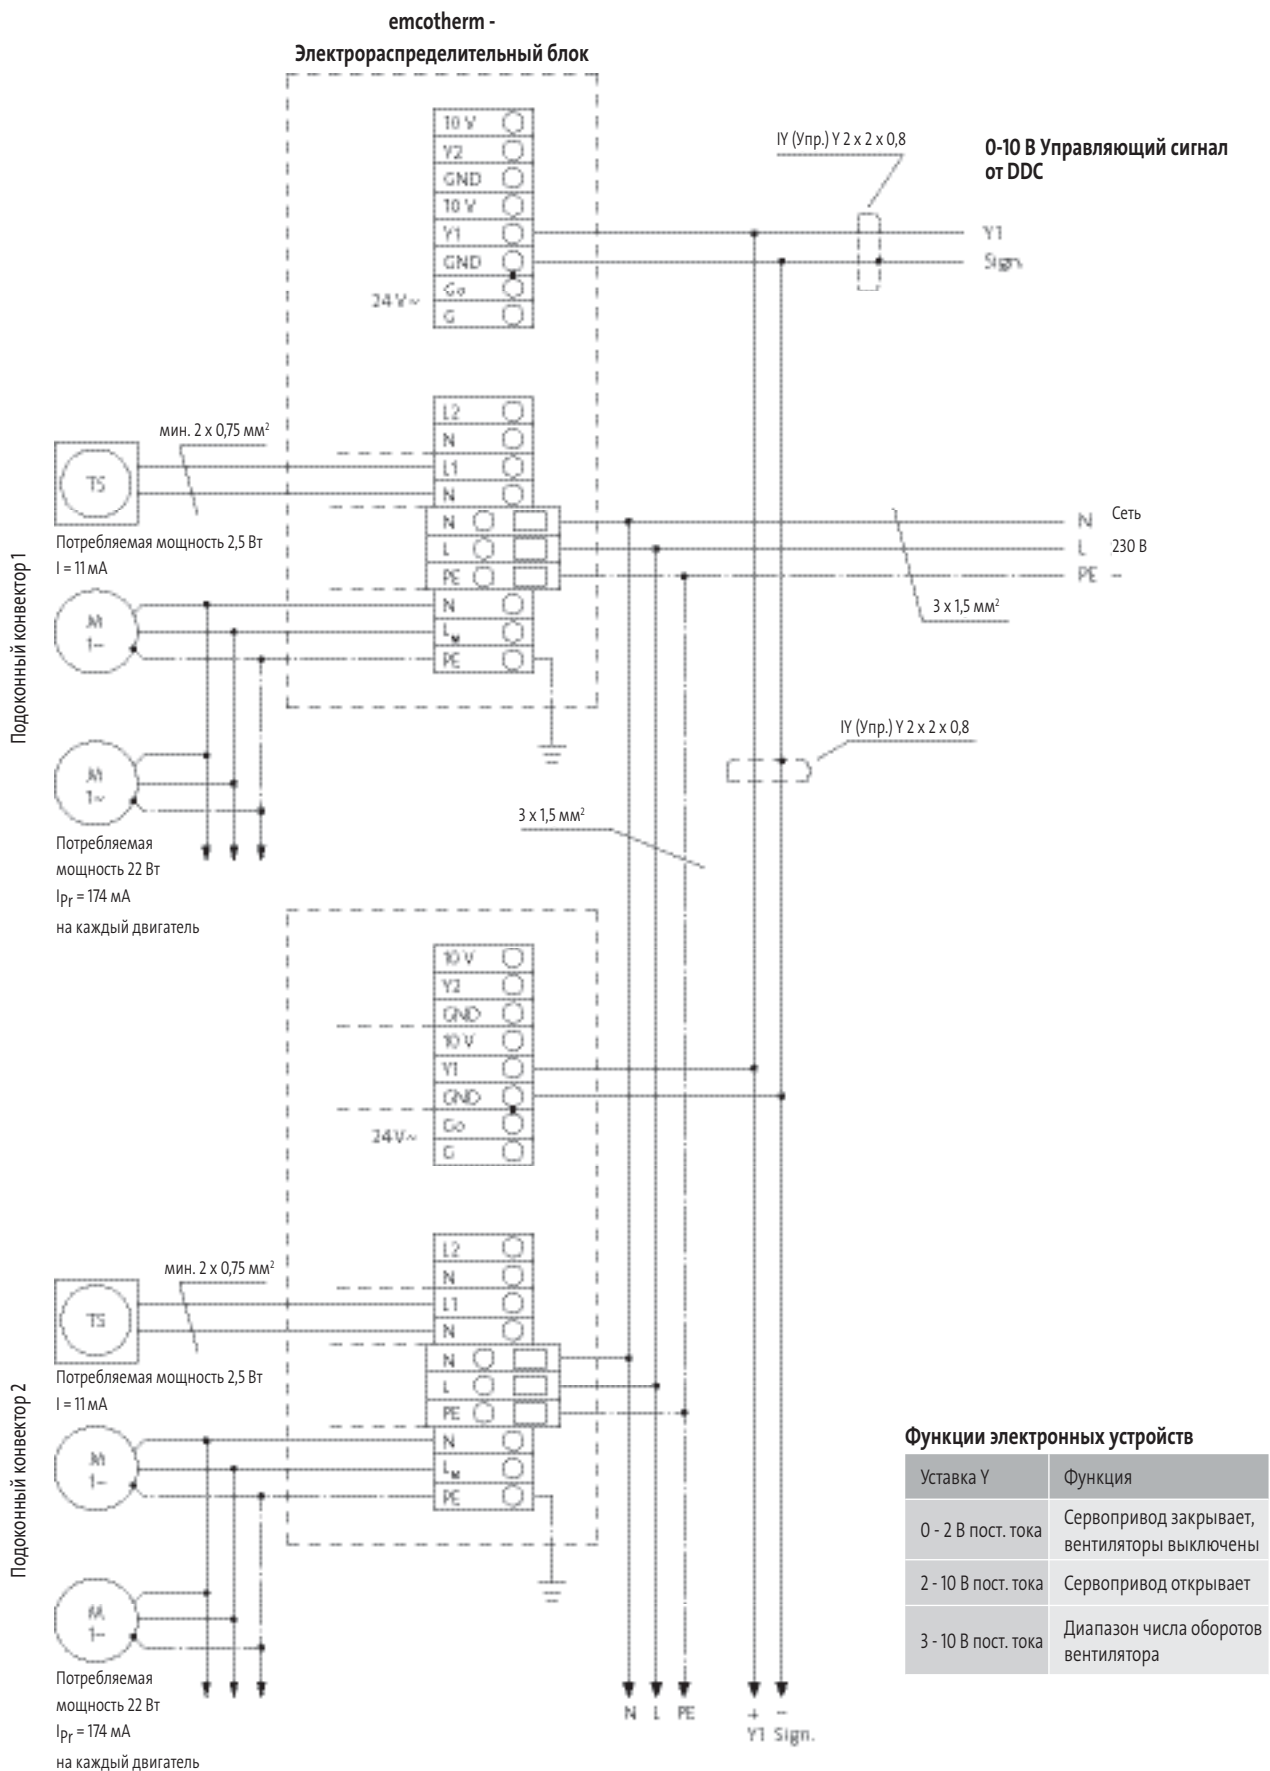 emcotherm -
Электрораспределительный блок
10 V
Y2
GND
10 V
Y1
GND
Go
G
24 V~
IY (Упр.) Y 2 x 2 x 0,8
0-10 В Управляющий сигнал
от DDC
Y1
Sign.
L2
N
L1
N
N
L
PE
N
LM
PE
мин. 2 x 0,75 мм²
TS
Потребляемая мощность 2,5 Вт
I = 11 мА
M
1~
M
1~
Потребляемая
мощность 22 Вт
IPr = 174 мА
на каждый двигатель
Подоконный конвектор 1
N Сеть
L 230 В
PE ~
3 x 1,5 мм²
IY (Упр.) Y 2 x 2 x 0,8
3 x 1,5 мм²
10 V
Y2
GND
10 V
Y1
GND
Go
G
24V~
L2
N
L1
N
N
L
PE
N
LM
PE
мин. 2 x 0,75 мм²
TS
Потребляемая мощность 2,5 Вт
I = 11 мА
M
1~
M
1~
Потребляемая
мощность 22 Вт
IPr = 174 мА
на каждый двигатель
Подоконный конвектор 2
N L PE + -
Y1 Sign.
Функции электронных устройств
Уставка Y Функция
0 - 2 В пост. тока Сервопривод закрывает,
вентиляторы выключены
2 - 10 В пост. тока Сервопривод открывает
3 - 10 В пост. тока Диапазон числа оборотов
вентилятора